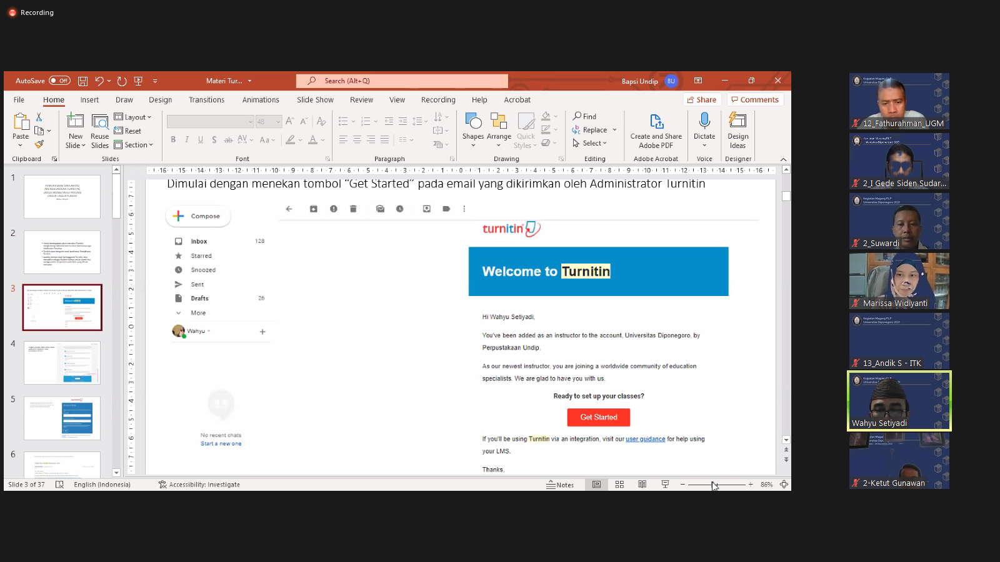 Recording
AutoSave Off
Materi Tur...
Search (Alt+Q)
Bapsi Undip
BU
File Home Insert Draw Design Transitions Animations Slide Show Review View Recording Help Acrobat
Share
Comments
Paste
New Slide
Reuse Slides
Layout
Reset
Section
48
B I U S ab AV Aa A
Shapes
Arrange
Quick Styles
Find
Replace
Select
Create and Share Adobe PDF
Dictate
Design Ideas
Clipboard
Slides
Font
Paragraph
Drawing
Editing
Adobe Acrobat
Voice
Designer
1
2
3
4
5
6
Dimulai dengan menekan tombol “Get Started” pada email yang dikirimkan oleh Administrator Turnitin
Compose
Inbox 128
Starred
Snoozed
Sent
Drafts 26
More
Wahyu
No recent chats
Start a new one
turnitin
Welcome to Turnitin
Hi Wahyu Setiyadi,
You've been added as an instructor to the account, Universitas Diponegoro, by
Perpustakaan Undip.
As our newest instructor, you are joining a worldwide community of education
specialists. We are glad to have you with us.
Ready to set up your classes?
Get Started
If you'll be using Turnitin via an integration, visit our user guidance for help using
your LMS.
Thanks,
Slide 3 of 37
English (Indonesia)
Accessibility: Investigate
Notes
86%
12_Fathurahman_UGM
2_I Gede Siden Sudar...
2_Suwardi
Marissa Widiyanti
13_Andik S - ITK
Wahyu Setiyadi
2-Ketut Gunawan